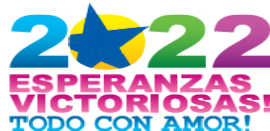 2022
ESPERANZAS
VICTORIOSAS!
TODO CON AMOR!